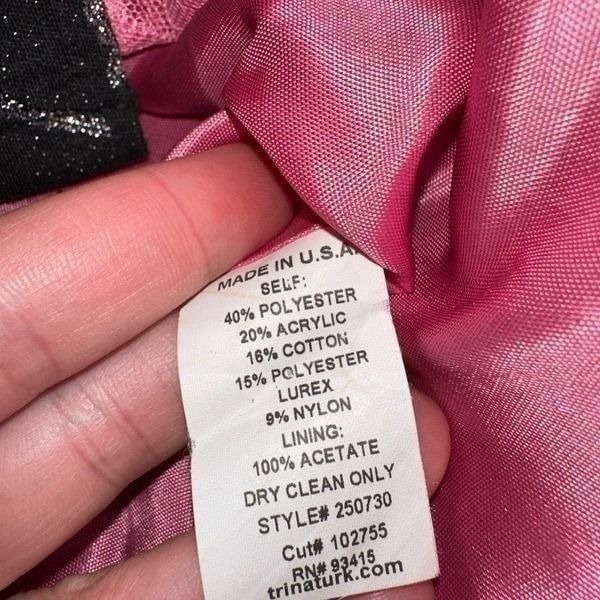 MADE IN U.S.A.
SELF:
40% POLYESTER
20% ACRYLIC
16% COTTON
15% POLYESTER
LUREX
9% NYLON
LINING:
100% ACETATE
DRY CLEAN ONLY
STYLE# 250730
Cut# 102755
RN# 93415
trinaturk.com